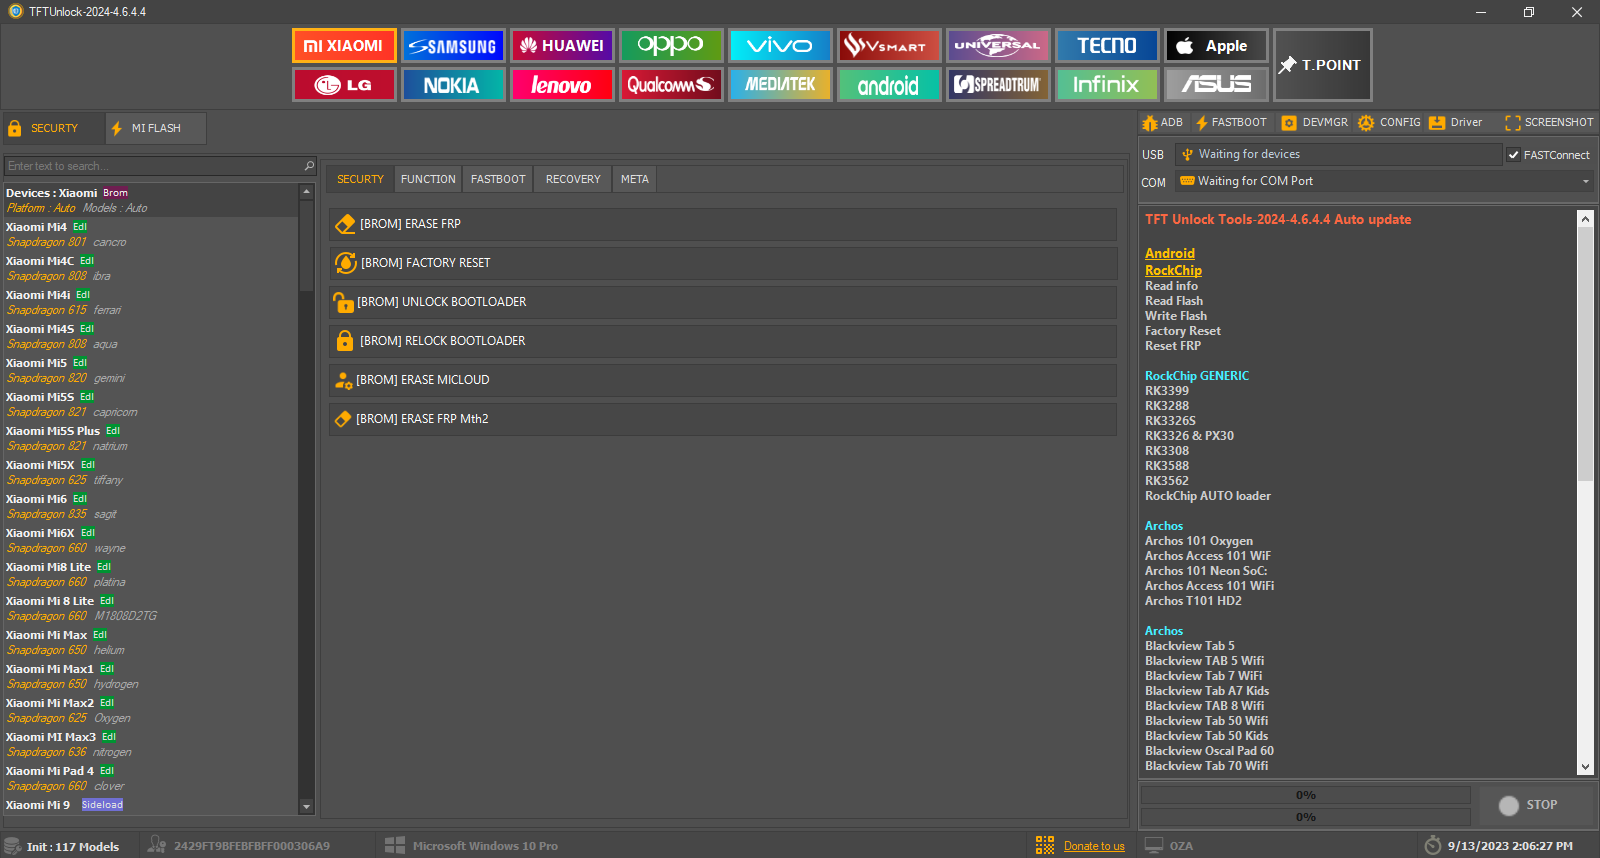 TFTUnlock-2024-4.6.4.4
MI XIAOMI
SAMSUNG
HUAWEI
oppo
vivo
VSMART
UNIVERSAL
TECNO
Apple
T.POINT
LG
NOKIA
lenovo
Qualcomm
MEDIATEK
android
SPREADTRUM
Infinix
ASUS
SECURTY
MI FLASH
ADB
FASTBOOT
DEVMGR
CONFIG
Driver
SCREENSHOT
USB
Waiting for devices
FASTConnect
COM
Waiting for COM Port
Enter text to search...
Devices : Xiaomi Brom
Platform : Auto Models : Auto
Xiaomi Mi4 Edl
Snapdragon 801 cancro
Xiaomi Mi4C Edl
Snapdragon 808 ibra
Xiaomi Mi4i Edl
Snapdragon 615 ferrari
Xiaomi Mi4S Edl
Snapdragon 808 aqua
Xiaomi Mi5 Edl
Snapdragon 820 gemini
Xiaomi Mi5S Edl
Snapdragon 821 capricorn
Xiaomi Mi5S Plus Edl
Snapdragon 821 natrium
Xiaomi Mi5X Edl
Snapdragon 625 tiffany
Xiaomi Mi6 Edl
Snapdragon 835 sagit
Xiaomi Mi6X Edl
Snapdragon 660 wayne
Xiaomi Mi8 Lite Edl
Snapdragon 660 platina
Xiaomi Mi 8 Lite Edl
Snapdragon 660 M1808D2TG
Xiaomi Mi Max Edl
Snapdragon 650 helium
Xiaomi Mi Max1 Edl
Snapdragon 650 hydrogen
Xiaomi Mi Max2 Edl
Snapdragon 625 Oxygen
Xiaomi MI Max3 Edl
Snapdragon 636 nitrogen
Xiaomi Mi Pad 4 Edl
Snapdragon 660 clover
Xiaomi Mi 9 Sideload
SECURTY
FUNCTION
FASTBOOT
RECOVERY
META
[BROM] ERASE FRP
[BROM] FACTORY RESET
[BROM] UNLOCK BOOTLOADER
[BROM] RELOCK BOOTLOADER
[BROM] ERASE MICLOUD
[BROM] ERASE FRP Mth2
TFT Unlock Tools-2024-4.6.4.4 Auto update
Android
RockChip
Read info
Read Flash
Write Flash
Factory Reset
Reset FRP
RockChip GENERIC
RK3399
RK3288
RK3326S
RK3326 & PX30
RK3308
RK3588
RK3562
RockChip AUTO loader
Archos
Archos 101 Oxygen
Archos Access 101 WiF
Archos 101 Neon SoC:
Archos Access 101 WiFi
Archos T101 HD2
Archos
Blackview Tab 5
Blackview TAB 5 Wifi
Blackview Tab 7 WiFi
Blackview Tab A7 Kids
Blackview TAB 8 Wifi
Blackview Tab 50 Wifi
Blackview Tab 50 Kids
Blackview Oscal Pad 60
Blackview Tab 70 Wifi
0%
0%
STOP
Init : 117 Models
2429FT9BFEBFBFF000306A9
Microsoft Windows 10 Pro
Donate to us
OZA
9/13/2023 2:06:27 PM